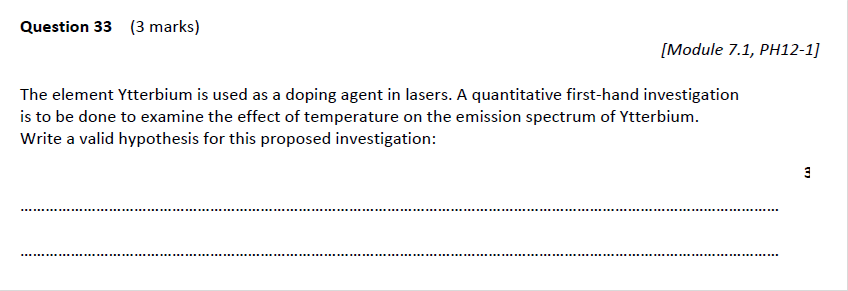 Question 33 (3 marks)
[Module 7.1, PH12-1]
The element Ytterbium is used as a doping agent in lasers. A quantitative first-hand investigation
is to be done to examine the effect of temperature on the emission spectrum of Ytterbium.
Write a valid hypothesis for this proposed investigation:
3